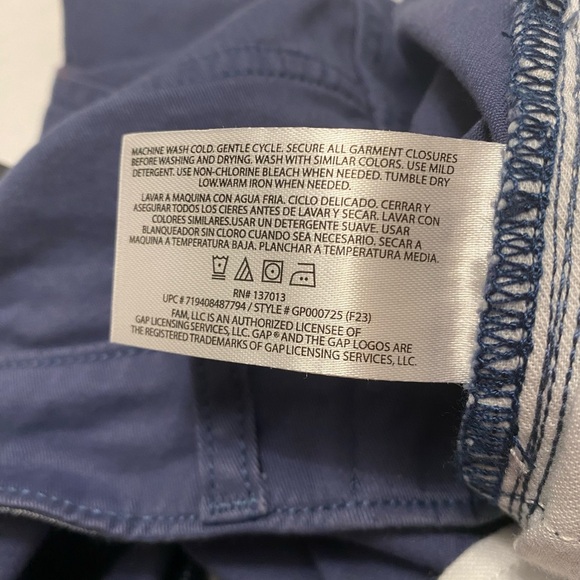 MACHINE WASH COLD. GENTLE CYCLE. SECURE ALL GARMENT CLOSURES
BEFORE WASHING AND DRYING. WASH WITH SIMILAR COLORS. USE MILD
DETERGENT. USE NON-CHLORINE BLEACH WHEN NEEDED. TUMBLE DRY
LOW.WARM IRON WHEN NEEDED.
LAVAR A MAQUINA CON AGUA FRIA. CICLO DELICADO. CERRAR Y
ASEGURAR TODOS LOS CIERES ANTES DE LAVAR Y SECAR. LAVAR CON
COLORES SIMILARES.USAR UN DETERGENTE SUAVE. USAR
BLANQUEADOR SIN CLORO CUANDO SEA NECESARIO. SECAR A
MAQUINA A TEMPERATURA BAJA. PLANCHAR A TEMPERATURA MEDIA.
RN# 137013
UPC # 719408487794 / STYLE # GP000725 (F23)
FAM, LLC IS AN AUTHORIZED LICENSEE OF
GAP LICENSING SERVICES, LLC. GAP ® AND THE GAP LOGOS ARE
THE REGISTERED TRADEMARKS OF GAP LICENSING SERVICES, LLC.